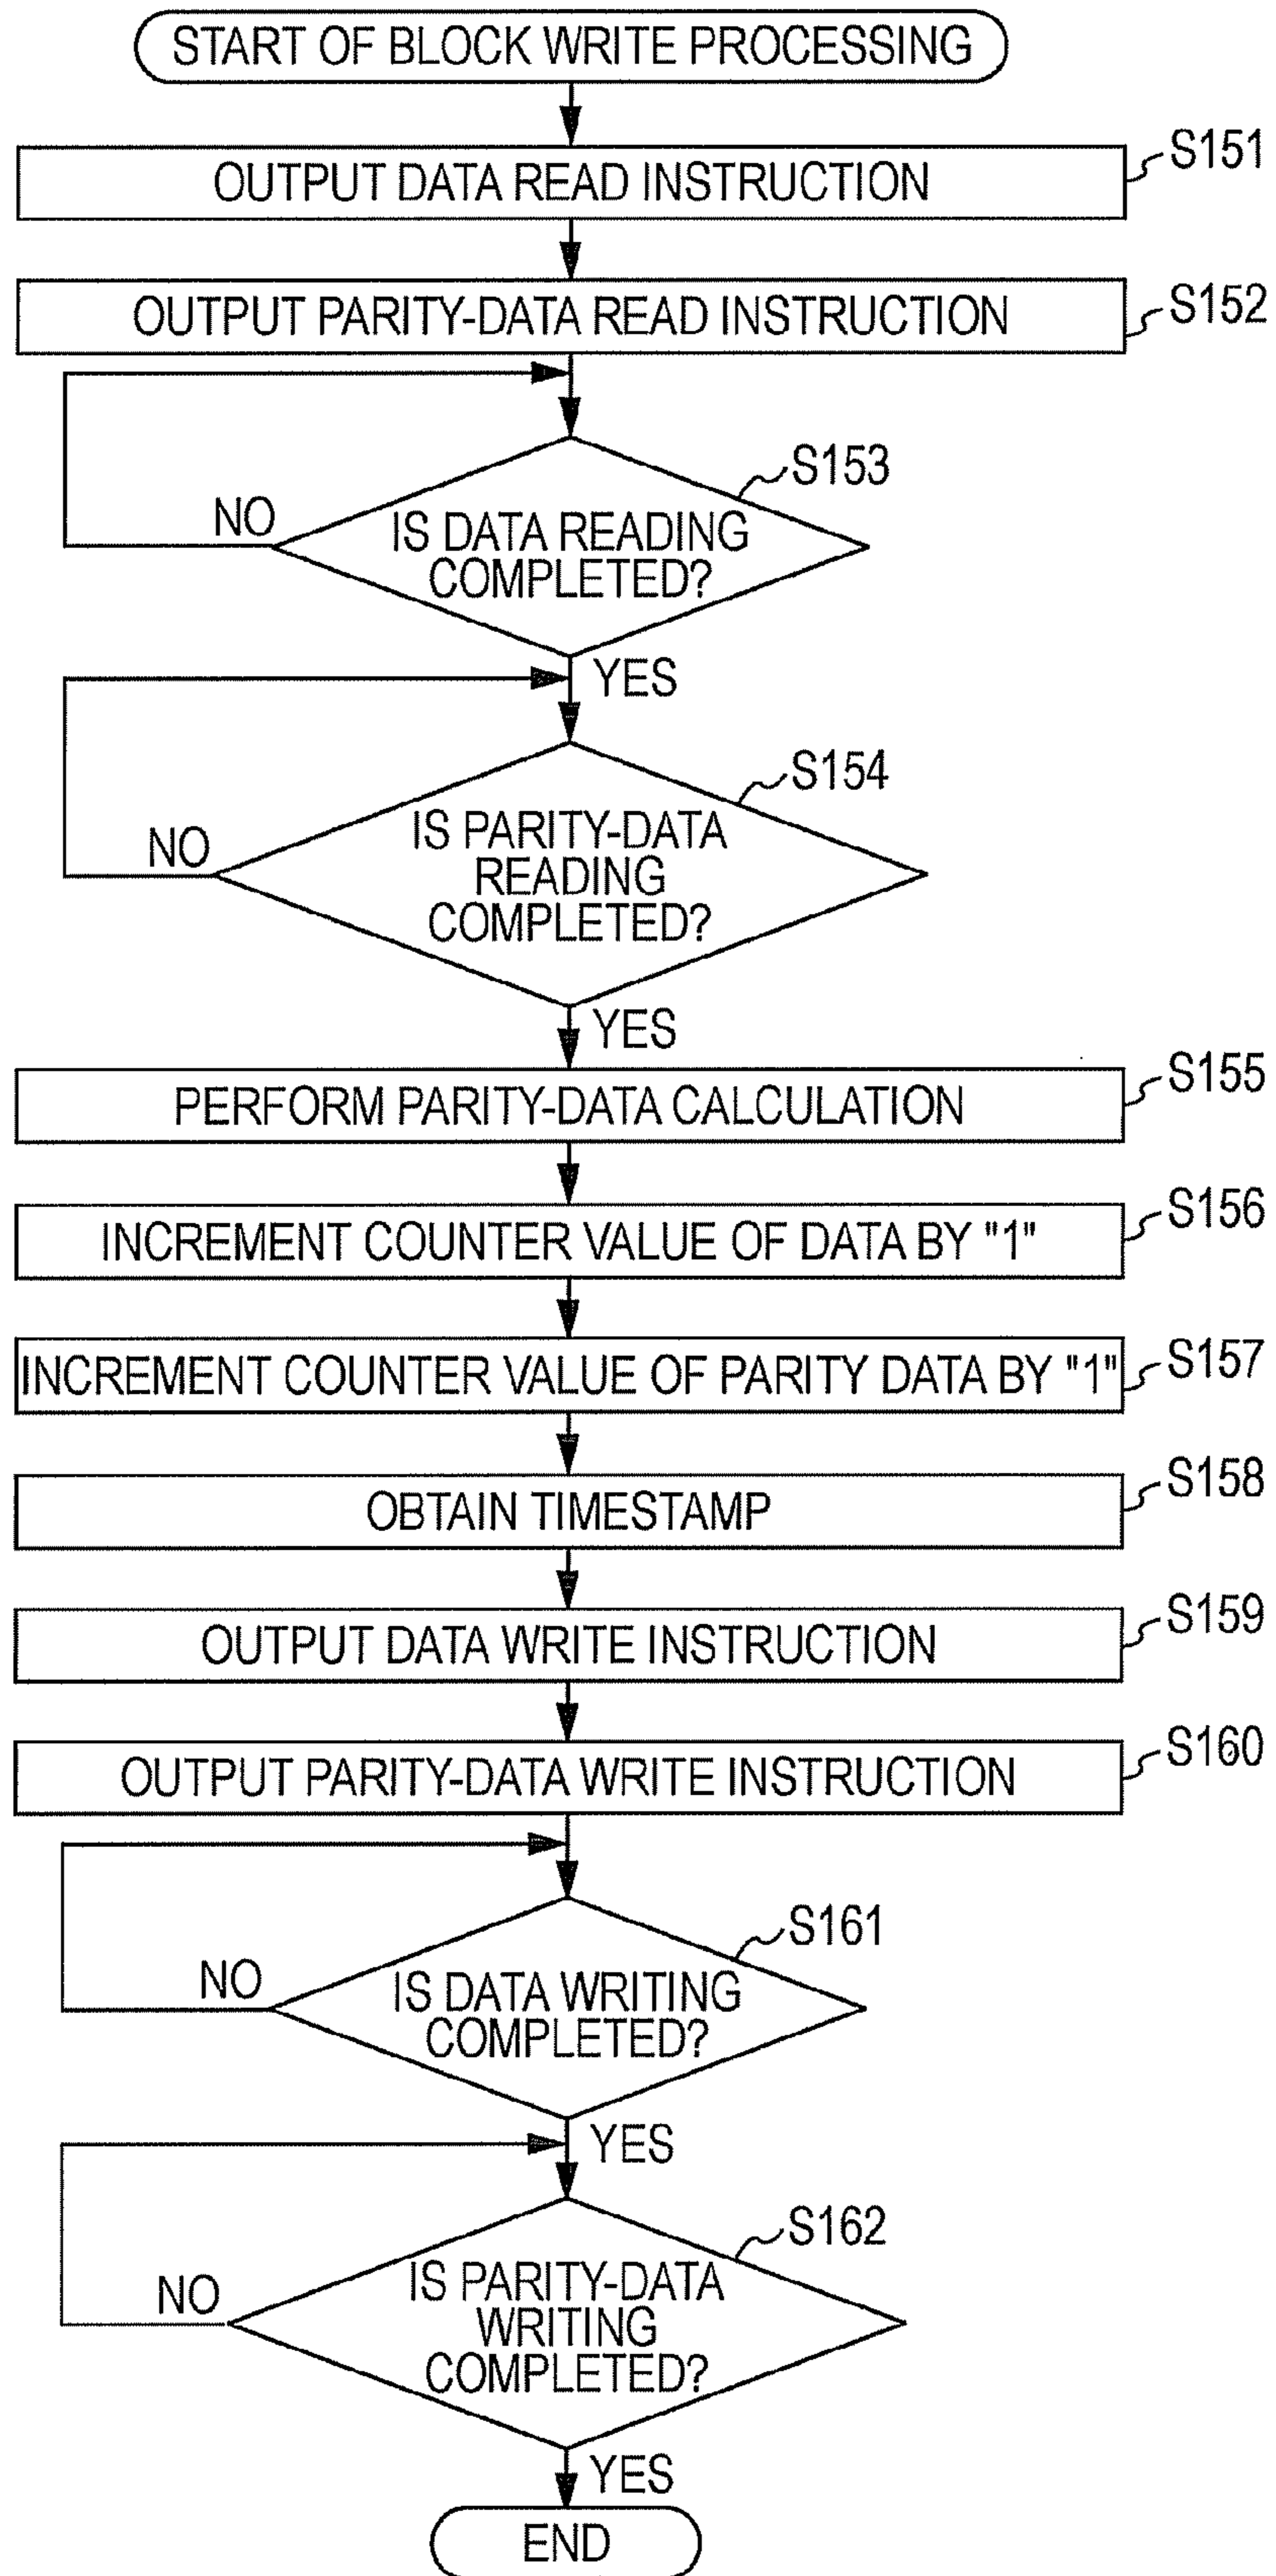 START OF BLOCK WRITE PROCESSING
S151
OUTPUT DATA READ INSTRUCTION
S152
OUTPUT PARITY-DATA READ INSTRUCTION
S153
NO
IS DATA READING
COMPLETED?
YES
S154
NO
IS PARITY-DATA
READING
COMPLETED?
YES
S155
PERFORM PARITY-DATA CALCULATION
S156
INCREMENT COUNTER VALUE OF DATA BY "1"
S157
INCREMENT COUNTER VALUE OF PARITY DATA BY "1"
S158
OBTAIN TIMESTAMP
S159
OUTPUT DATA WRITE INSTRUCTION
S160
OUTPUT PARITY-DATA WRITE INSTRUCTION
S161
NO
IS DATA WRITING
COMPLETED?
YES
S162
NO
IS PARITY-DATA
WRITING
COMPLETED?
YES
END